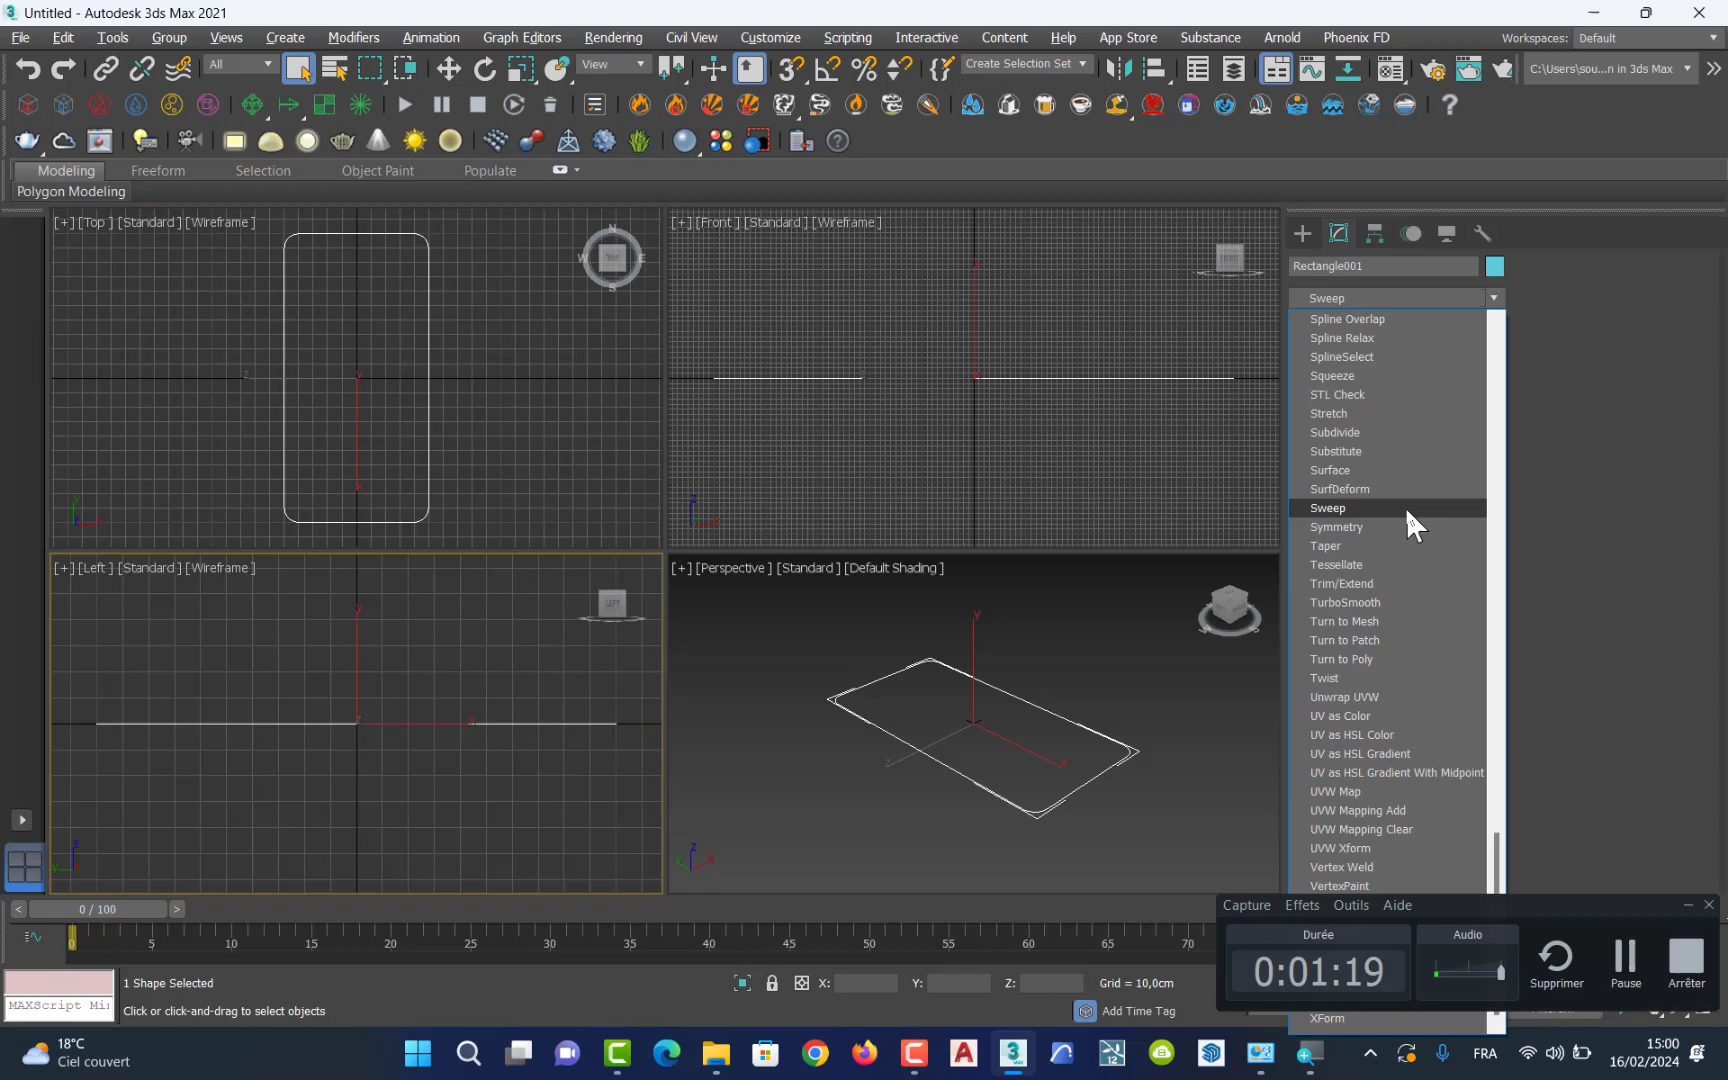 Untitled - Autodesk 3ds Max 2021
File Edit Tools Group Views Create Modifiers Animation Graph Editors Rendering Civil View Customize Scripting Interactive Content Help App Store Substance Arnold Phoenix FD Workspaces: Default
All View Create Selection Set C:\Users\sou...n in 3ds Max
Modeling Freeform Selection Object Paint Populate
Polygon Modeling
[+] [Top ] [Standard ] [Wireframe ]
[+] [Front ] [Standard ] [Wireframe ]
N
W TOP E
S
FRONT
Rectangle001
Sweep
Spline Overlap
Spline Relax
SplineSelect
Squeeze
STL Check
Stretch
Subdivide
Substitute
Surface
SurfDeform
Sweep
Symmetry
Taper
Tessellate
Trim/Extend
TurboSmooth
Turn to Mesh
Turn to Patch
Turn to Poly
Twist
Unwrap UVW
UV as Color
UV as HSL Color
UV as HSL Gradient
UV as HSL Gradient With Midpoint
UVW Map
UVW Mapping Add
UVW Mapping Clear
UVW Xform
Vertex Weld
VertexPaint
XForm
[+] [Left ] [Standard ] [Wireframe ]
LEFT
[+] [Perspective ] [Standard ] [Default Shading ]
< 0 / 100 >
0 5 10 15 20 25 30 35 40 45 50 55 60 65 70
Capture Effets Outils Aide
Durée Audio
0:01:19
Supprimer Pause Arrêter
1 Shape Selected X: Y: Z: Grid = 10,0cm
MAXScript Mi
Click or click-and-drag to select objects Add Time Tag
18°C
Ciel couvert
FRA
15:00
16/02/2024